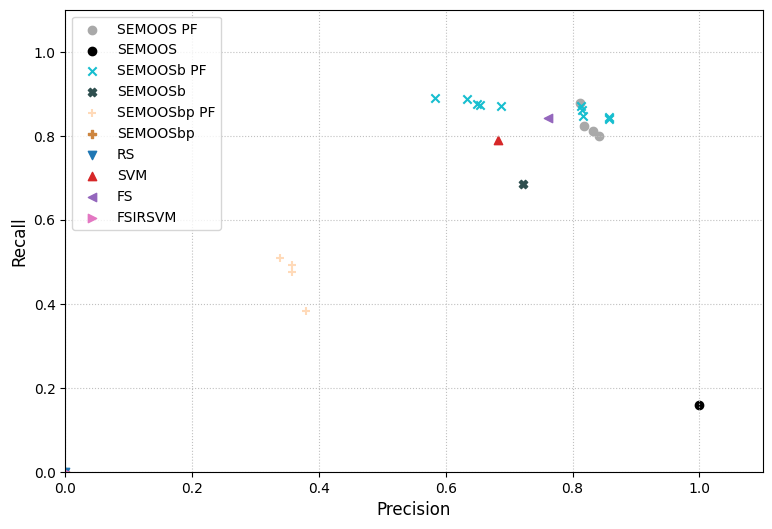 SEMOOS PF
SEMOOS
SEMOOSb PF
SEMOOSb
SEMOOSbp PF
SEMOOSbp
RS
SVM
FS
FSIRSVM
1.0
0.8
0.6
0.4
0.2
0.0
Recall
0.0 0.2 0.4 0.6 0.8 1.0
Precision